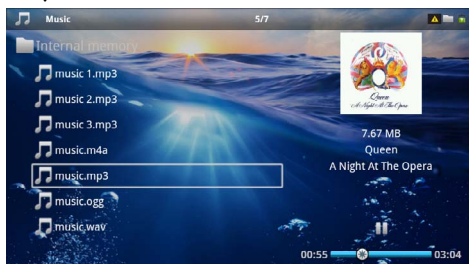 Music
5/7
Internal memory
music 1.mp3
music 2.mp3
music 3.mp3
music.m4a
music.mp3
music.ogg
music.wav
Queen
A Night At The Opera
7.67 MB
Queen
A Night At The Opera
00:55
03:04